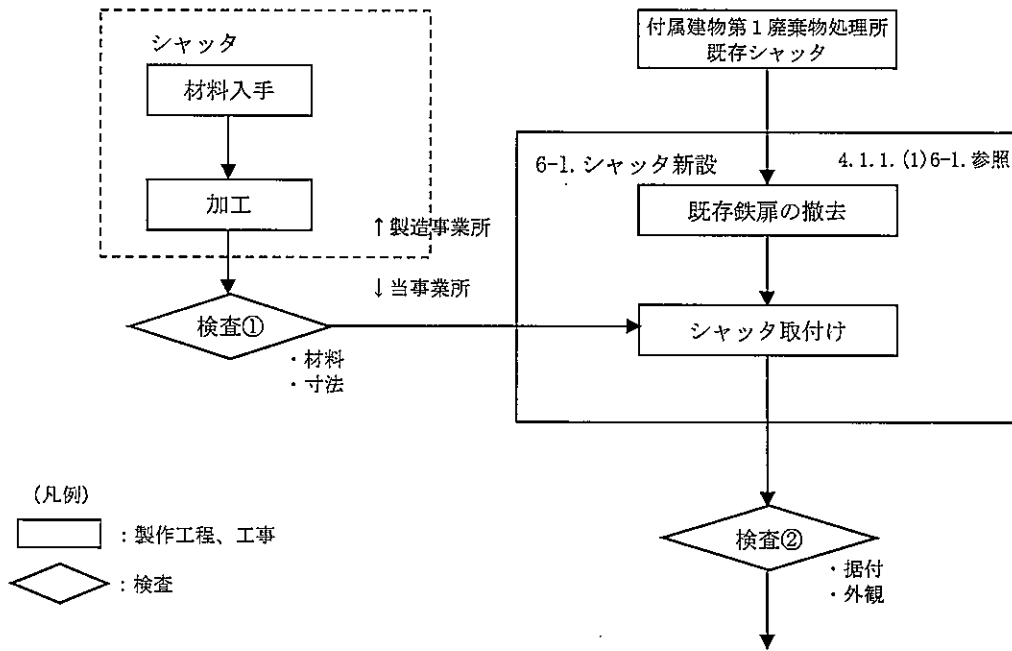 シャッタ
材料入手
加工
↑製造事業所
↓当事業所
検査①
・材料
・寸法
付属建物第1廃棄物処理所
既存シャッタ
6-1. シャッタ新設
4.1.1. (1)6-1. 参照
既存鉄扉の撤去
シャッタ取付け
検査②
・据付
・外観
(凡例)
：製作工程、工事
：検査